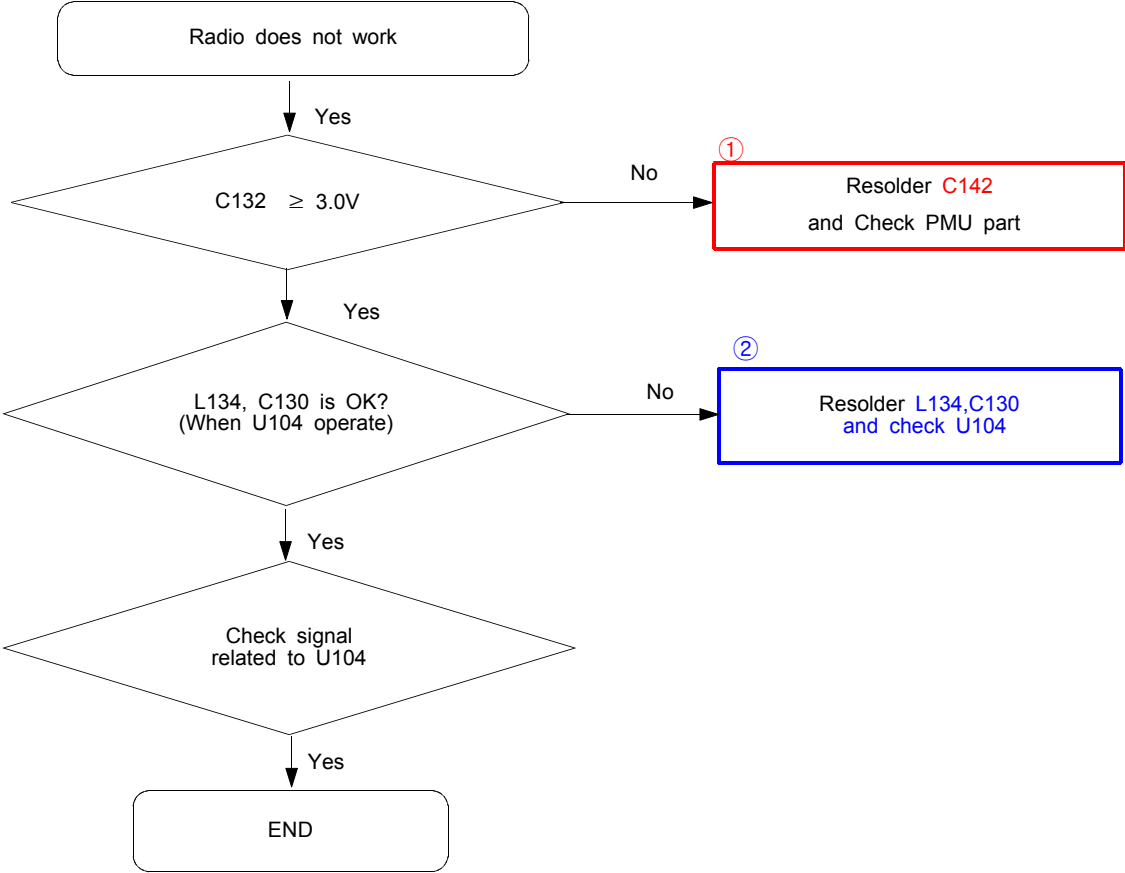 Radio does not work
Yes
C132 ≥ 3.0V
No
①
Resolder C142
and Check PMU part
Yes
L134, C130 is OK?
(When U104 operate)
No
②
Resolder L134,C130
and check U104
Yes
Check signal
related to U104
Yes
END